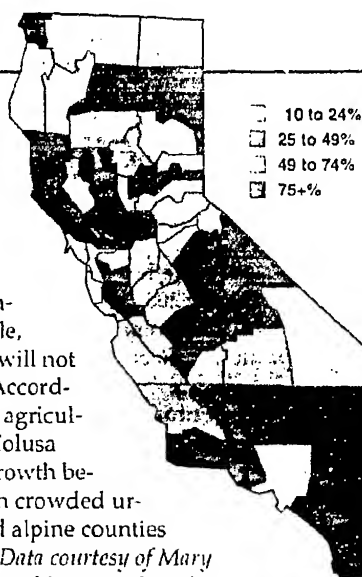 10 to 24%
25 to 49%
49 to 74%
75+%
a-
le,
will not
Accord-
agricul-
olusa
rowth be-
n crowded ur-
d alpine counties
Data courtesy of Mary